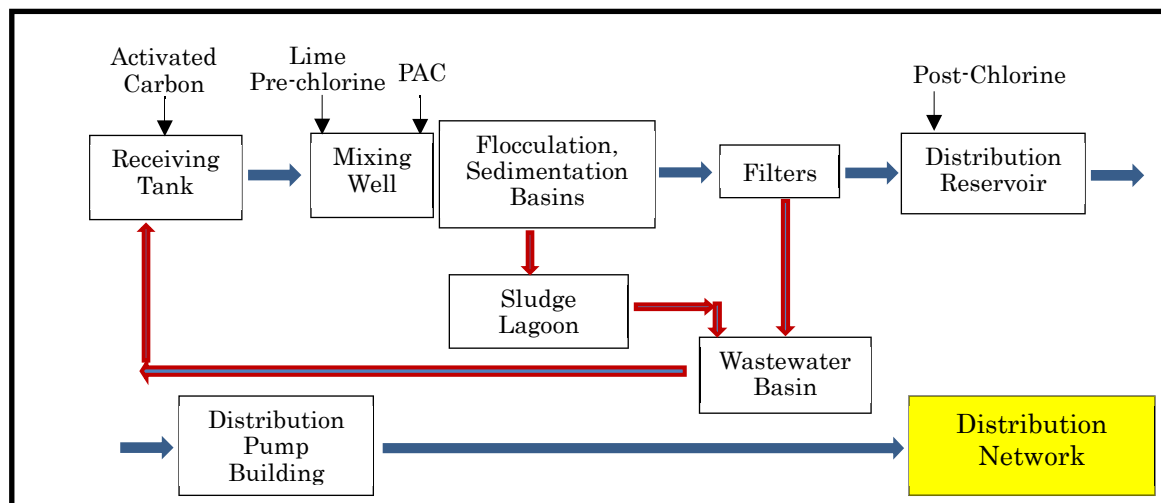 Activated
Carbon
Lime
Pre-chlorine
PAC
Post-Chlorine
Receiving
Tank
Mixing
Well
Flocculation,
Sedimentation
Basins
Filters
Distribution
Reservoir
Sludge
Lagoon
Wastewater
Basin
Distribution
Pump
Building
Distribution
Network